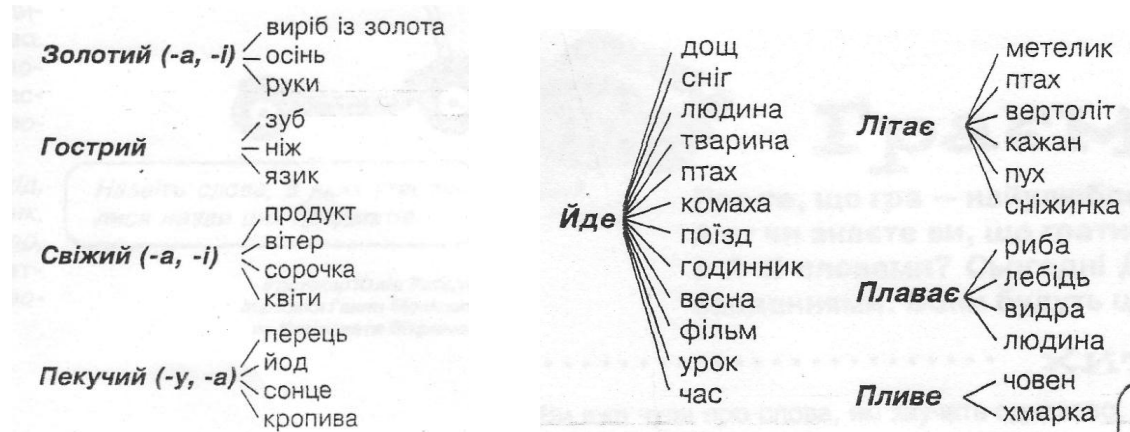 виріб із золота
Золотий (-а, -і) осінь
руки
зуб
Гострий ніж
язик
продукт
вітер
Свіжий (-а, -і) сорочка
квіти
перець
Пекучий (-у, -а) йод
сонце
кропива
дощ
сніг
людина
тварина
птах
комаха
Йде
поїзд
годинник
весна
фільм
урок
час
метелик
птах
Літає вертоліт
кажан
пух
сніжинка
риба
Плаває лебідь
видра
людина
Пливе човен
хмарка